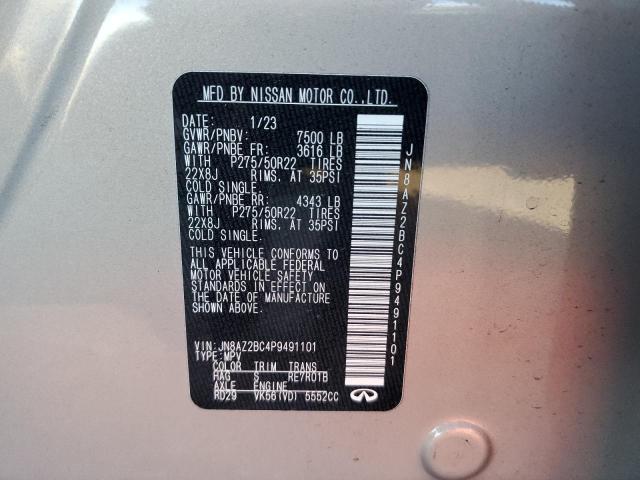 MFD BY NISSAN MOTOR CO.,LTD.
DATE: 1/23
GVWR/PNBV: 7500 LB
GAWR/PNBE FR: 3616 LB
WITH P275/50R22 TIRES
22X8J RIMS. AT 35PSI
COLD SINGLE.
GAWR/PNBE RR: 4343 LB
WITH P275/50R22 TIRES
22X8J RIMS. AT 35PSI
COLD SINGLE.
THIS VEHICLE CONFORMS TO
ALL APPLICABLE FEDERAL
MOTOR VEHICLE SAFETY
STANDARDS IN EFFECT ON
THE DATE OF MANUFACTURE
SHOWN ABOVE.
VIN:JN8AZ2BC4P9491101
TYPE:MPV
COLOR TRIM TRANS
HAG S RE7R01B
AXLE ENGINE
RD29 VK56(VD) 5552CC
JN8AZ2BC4P9491101